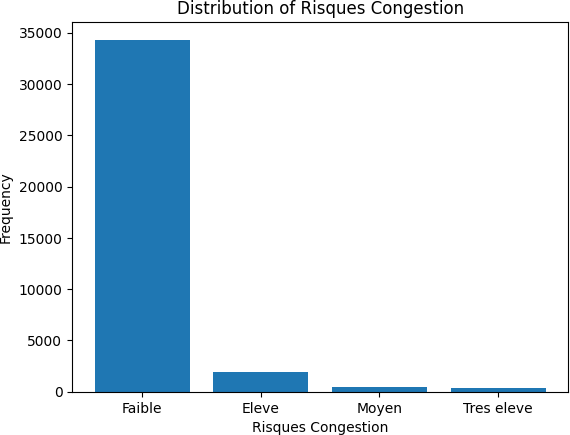 Distribution of Risques Congestion
35000
30000
25000
20000
15000
10000
5000
0
Frequency
Faible Eleve Moyen Tres eleve
Risques Congestion